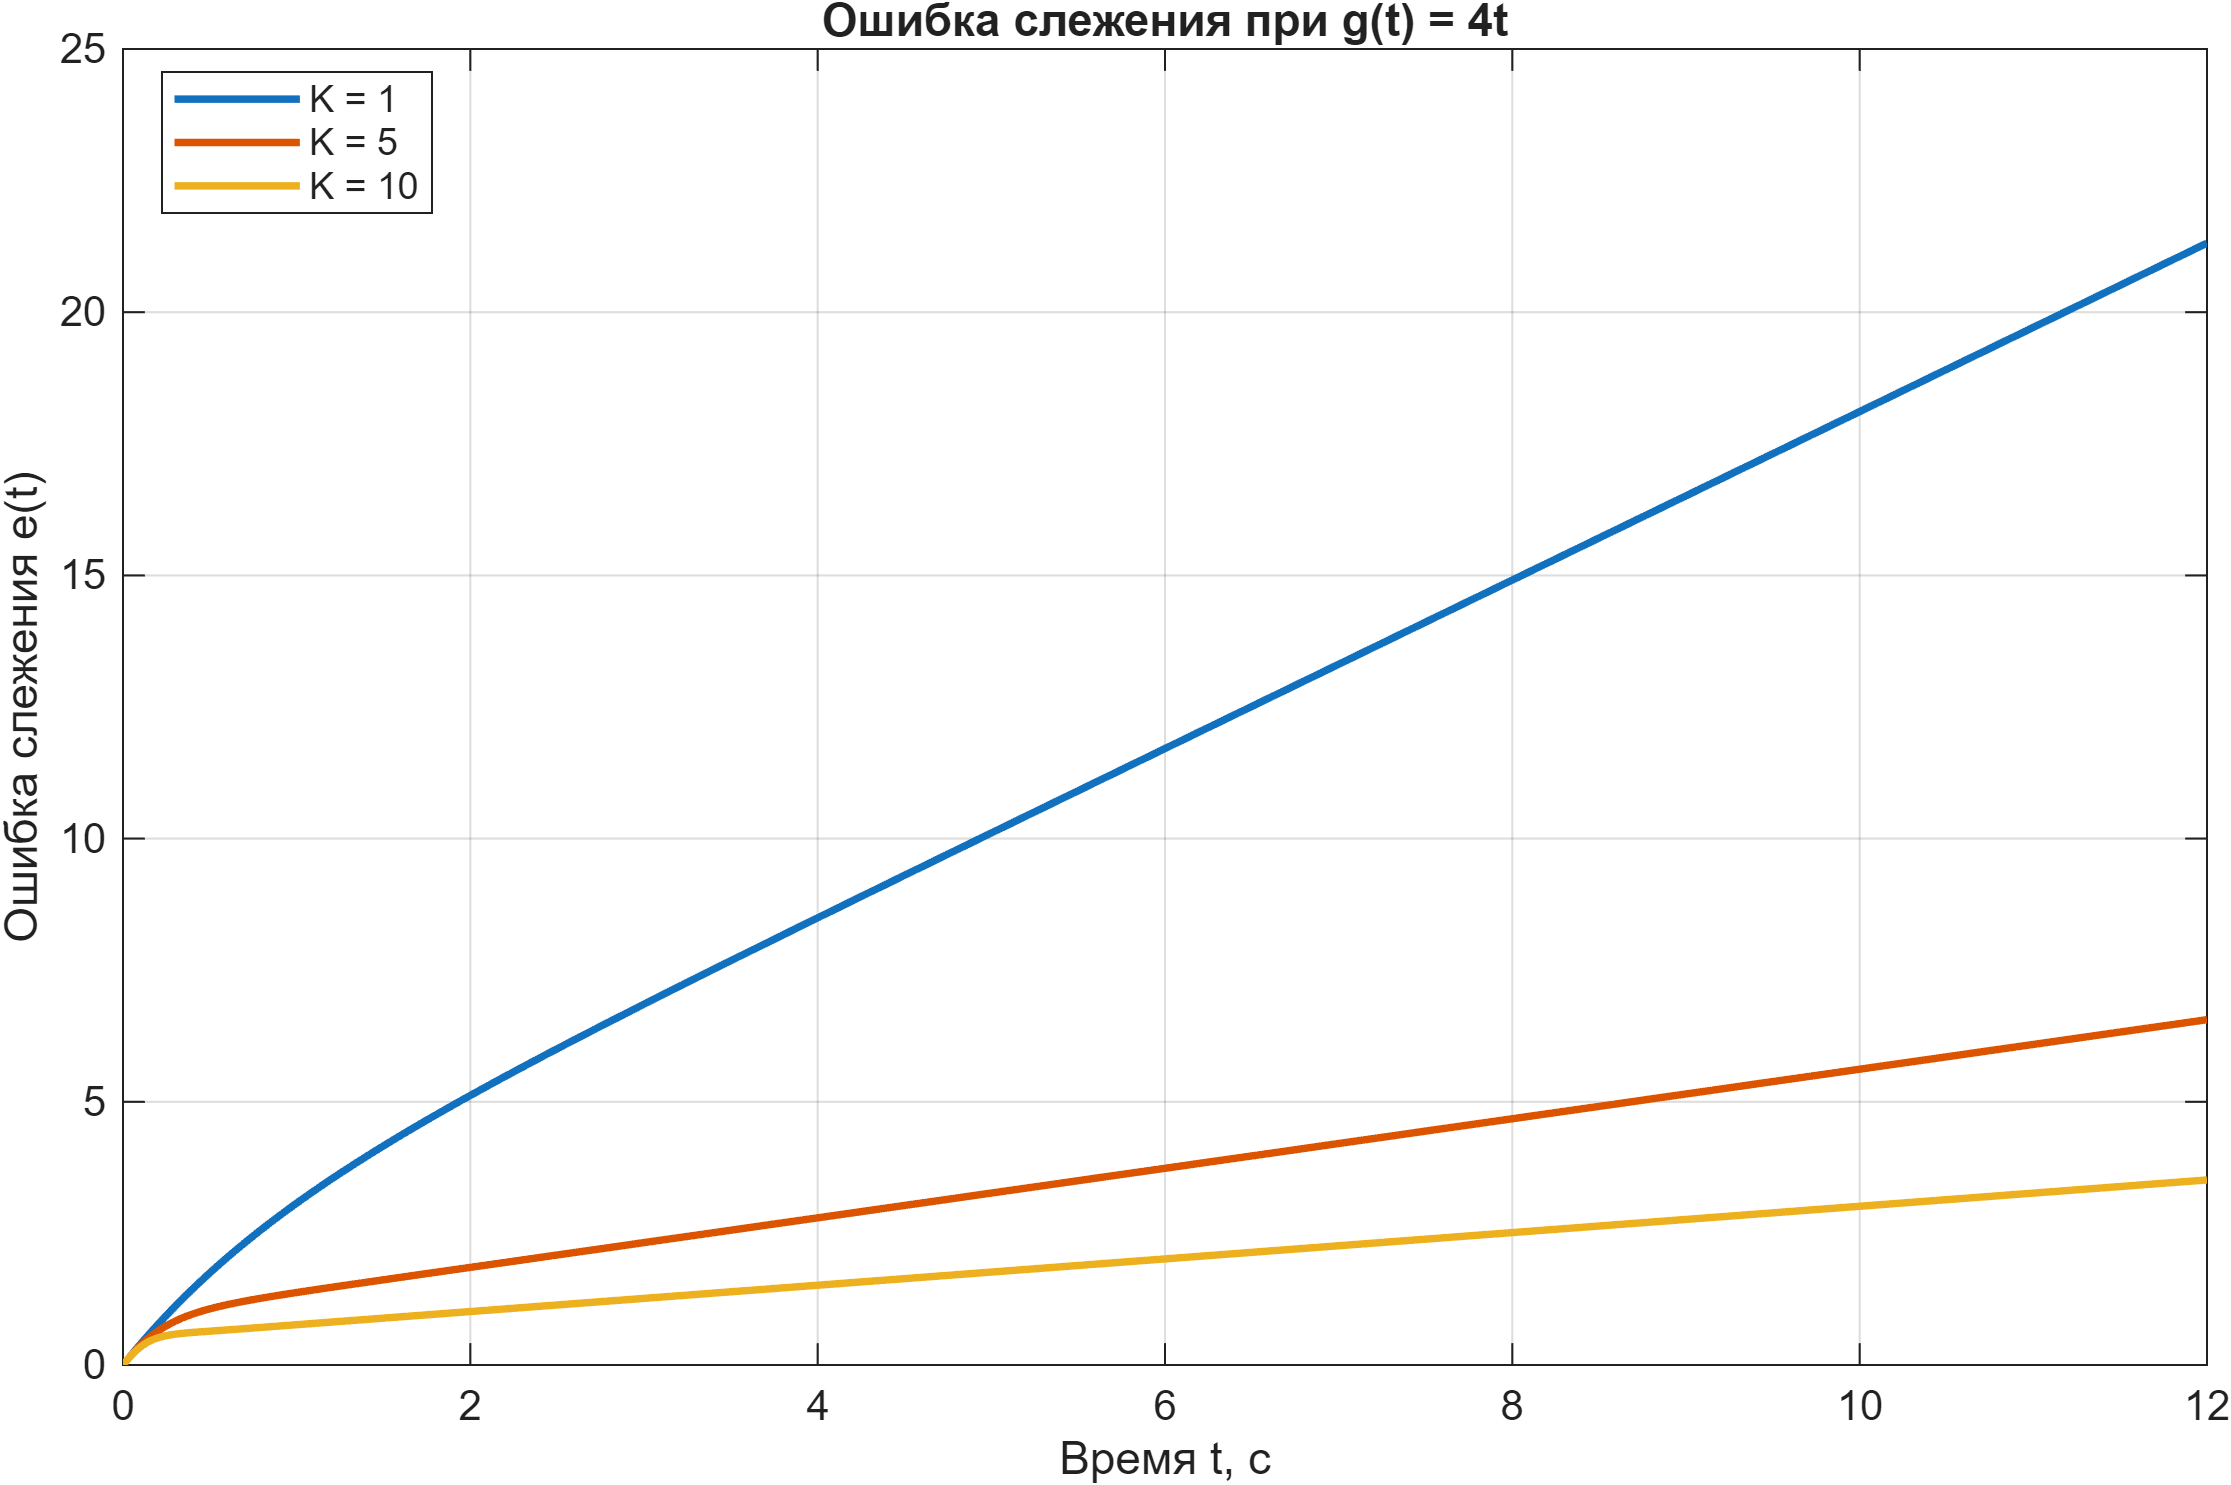 Ошибка слежения при g(t) = 4t
25
20
15
10
5
0
K = 1
K = 5
K = 10
Ошибка слежения e(t)
0 2 4 6 8 10 12
Время t, с